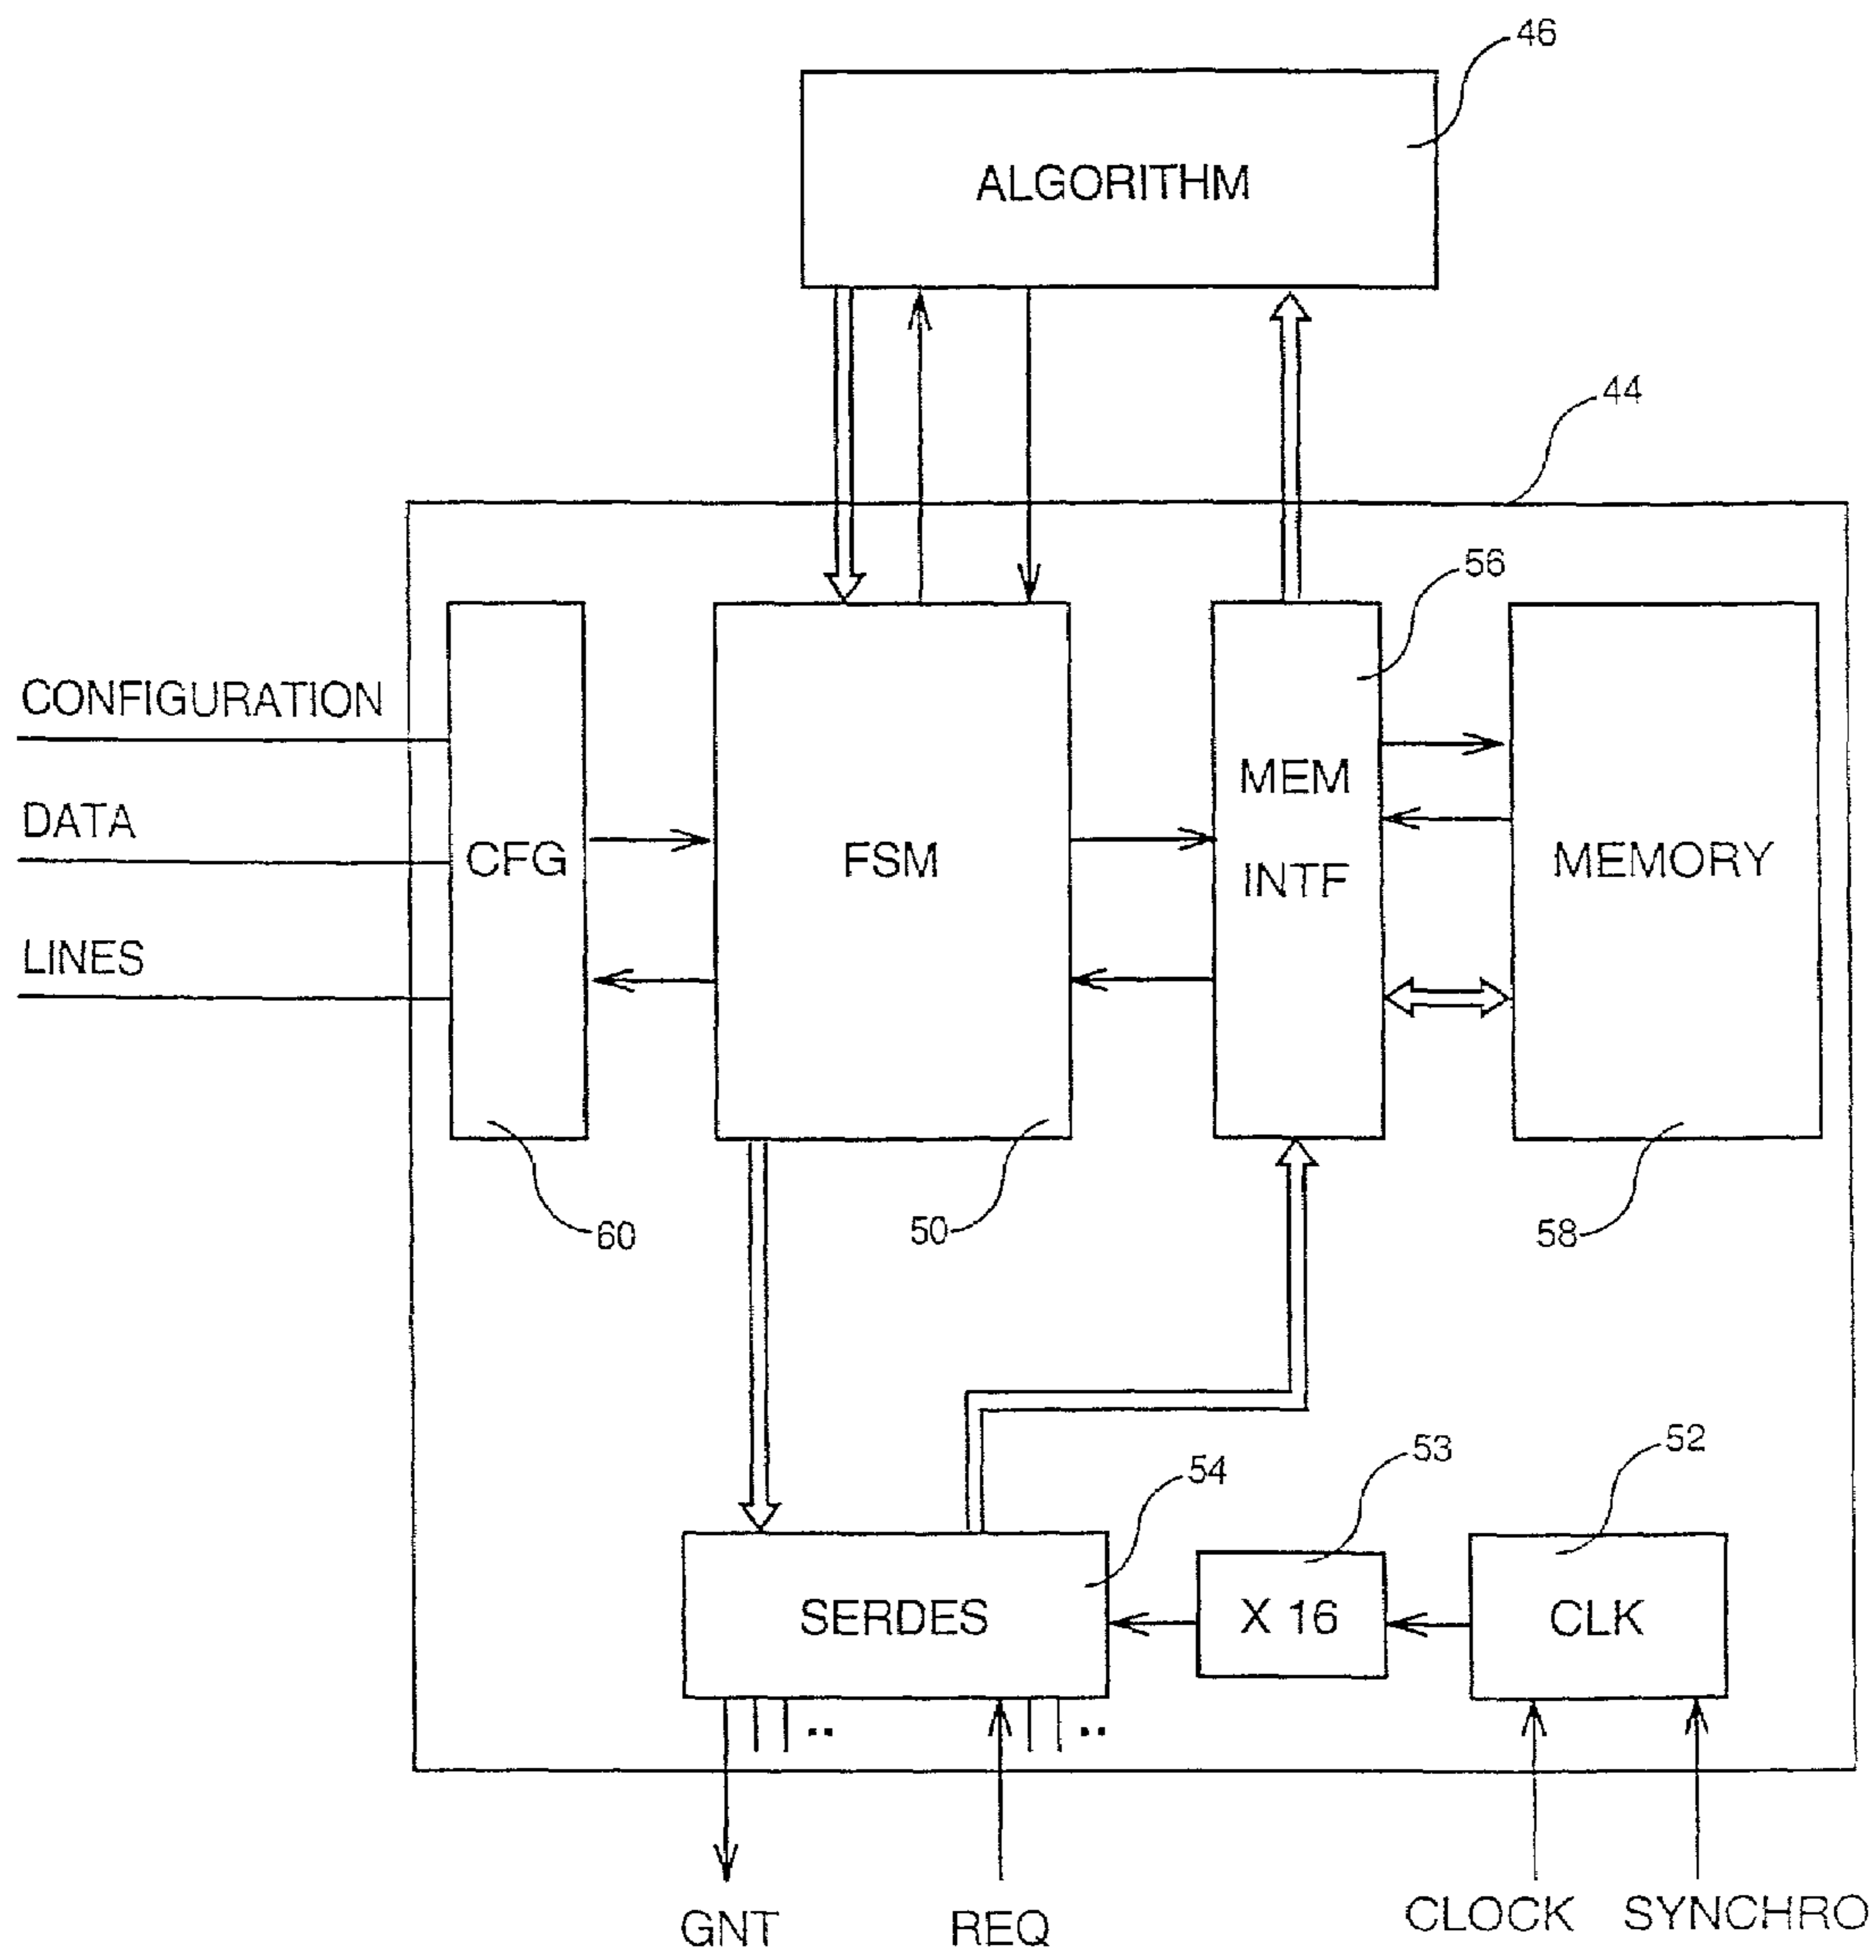 46
ALGORITHM
44
56
CONFIGURATION
DATA
LINES
CFG
FSM
MEM
INTF
MEMORY
60
50
58
54
53
52
SERDES
X 16
CLK
..
..
GNT
REQ
CLOCK
SYNCHRO